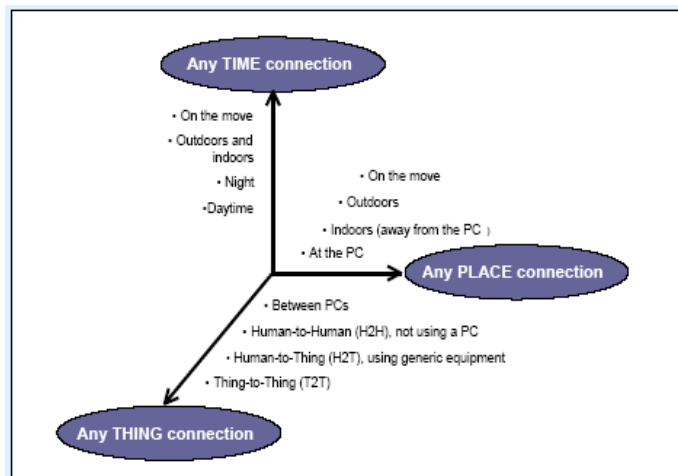 Any TIME connection
• On the move
• Outdoors and
indoors
• Night
•Daytime
• On the move
• Outdoors
• Indoors (away from the PC )
• At the PC
Any PLACE connection
• Between PCs
• Human-to-Human (H2H), not using a PC
• Human-to-Thing (H2T), using generic equipment
• Thing-to-Thing (T2T)
Any THING connection